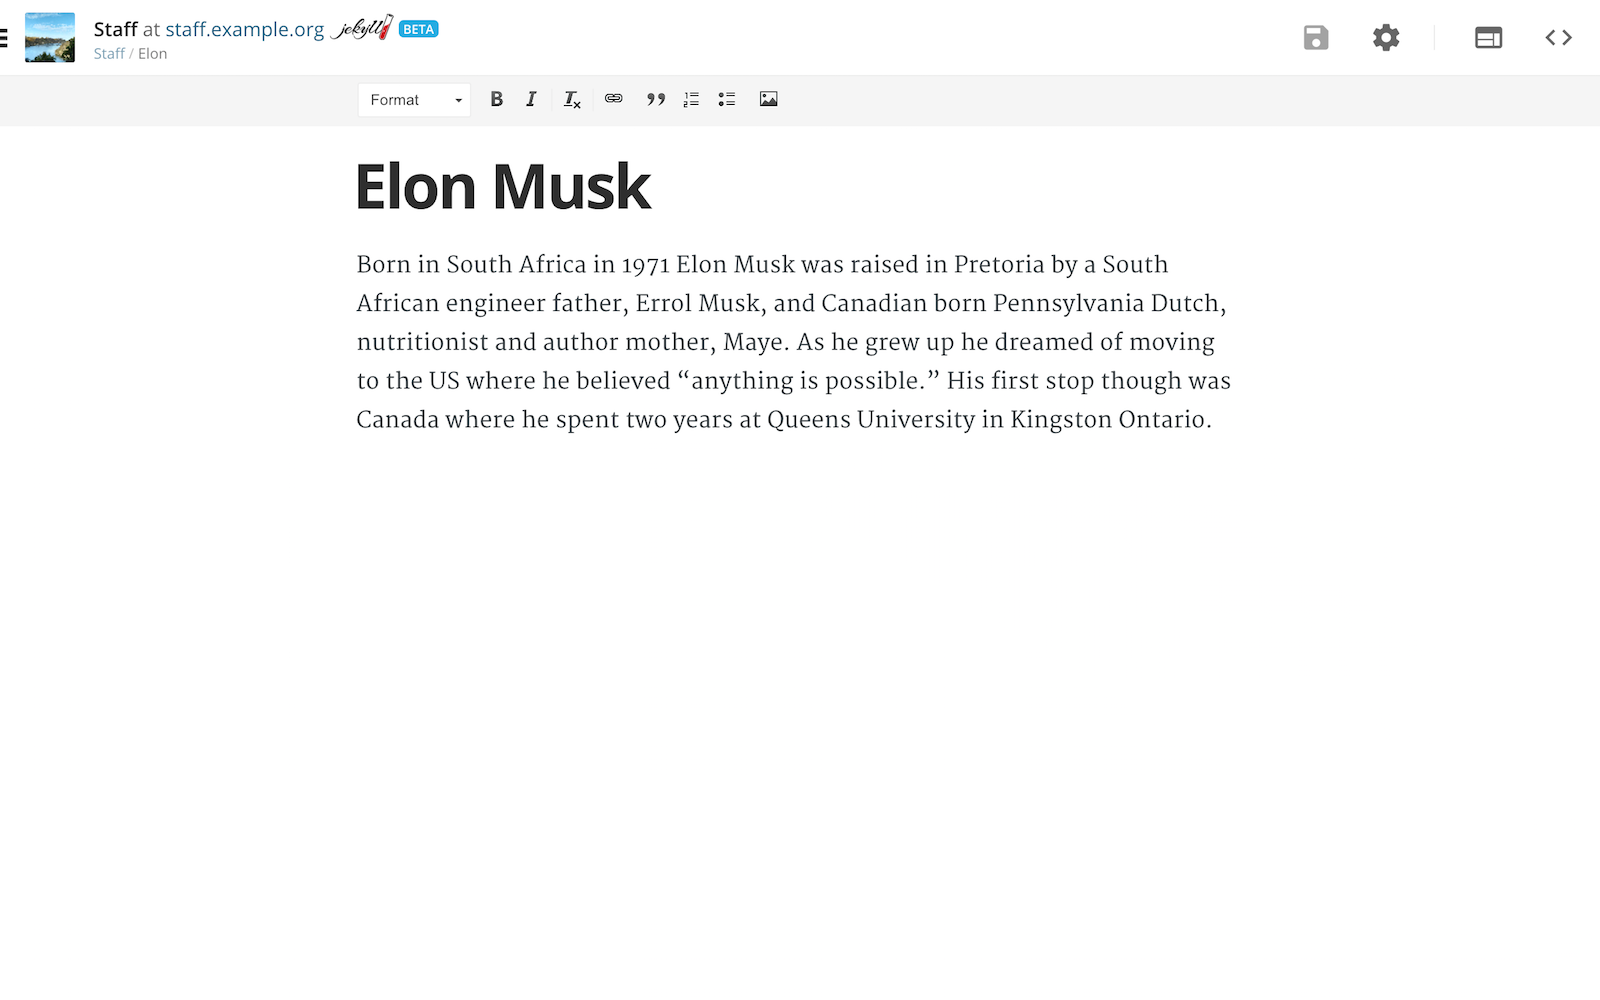 Staff at staff.example.org jekyll BETA
Staff / Elon
Format
Elon Musk
Born in South Africa in 1971 Elon Musk was raised in Pretoria by a South
African engineer father, Errol Musk, and Canadian born Pennsylvania Dutch,
nutritionist and author mother, Maye. As he grew up he dreamed of moving
to the US where he believed “anything is possible.” His first stop though was
Canada where he spent two years at Queens University in Kingston Ontario.